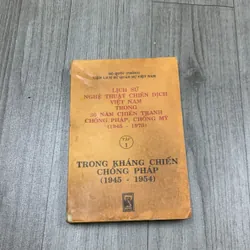 BỘ QUỐC PHÒNG
VIỆN LỊCH SỬ QUÂN SỰ VIỆT NAM
LỊCH SỬ
NGHỆ THUẬT CHIẾN DỊCH
VIỆT NAM
TRONG
30 NĂM CHIẾN TRANH
CHỐNG PHÁP, CHỐNG MỸ
(1945 - 1975)
TẬP
I
TRONG KHÁNG CHIẾN
CHỐNG PHÁP
(1945 - 1954)